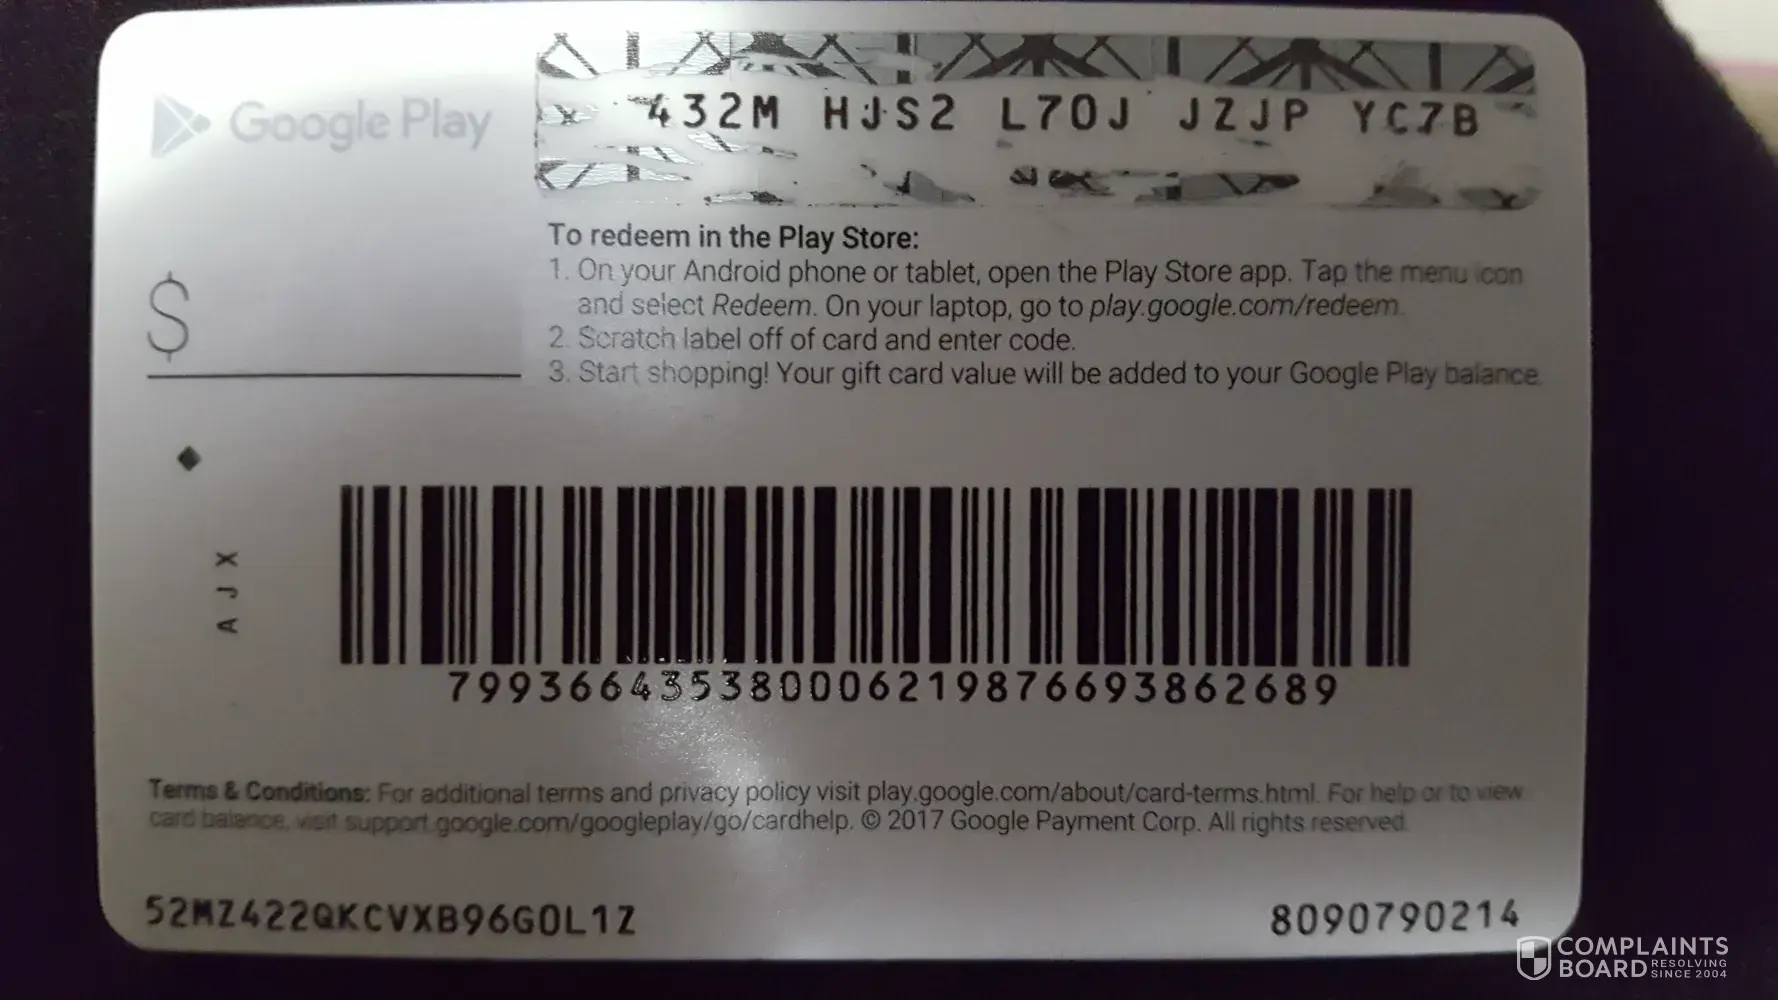 Google Play
432M HJS2 L70J JZJP YC7B
To redeem in the Play Store:
1. On your Android phone or tablet, open the Play Store app. Tap the menu icon
and select Redeem. On your laptop, go to play.google.com/redeem.
2. Scratch label off of card and enter code.
3. Start shopping! Your gift card value will be added to your Google Play balance.
$
AJX
799366435380006219876693862689
Terms & Conditions: For additional terms and privacy policy visit play.google.com/about/card-terms.html. For help or to view
card balance, visit support.google.com/googleplay/go/cardhelp. © 2017 Google Payment Corp. All rights reserved.
52MZ422QKCVXB96G0L1Z
8090790214
COMPLAINTS
BOARD RESOLVING
SINCE 2004